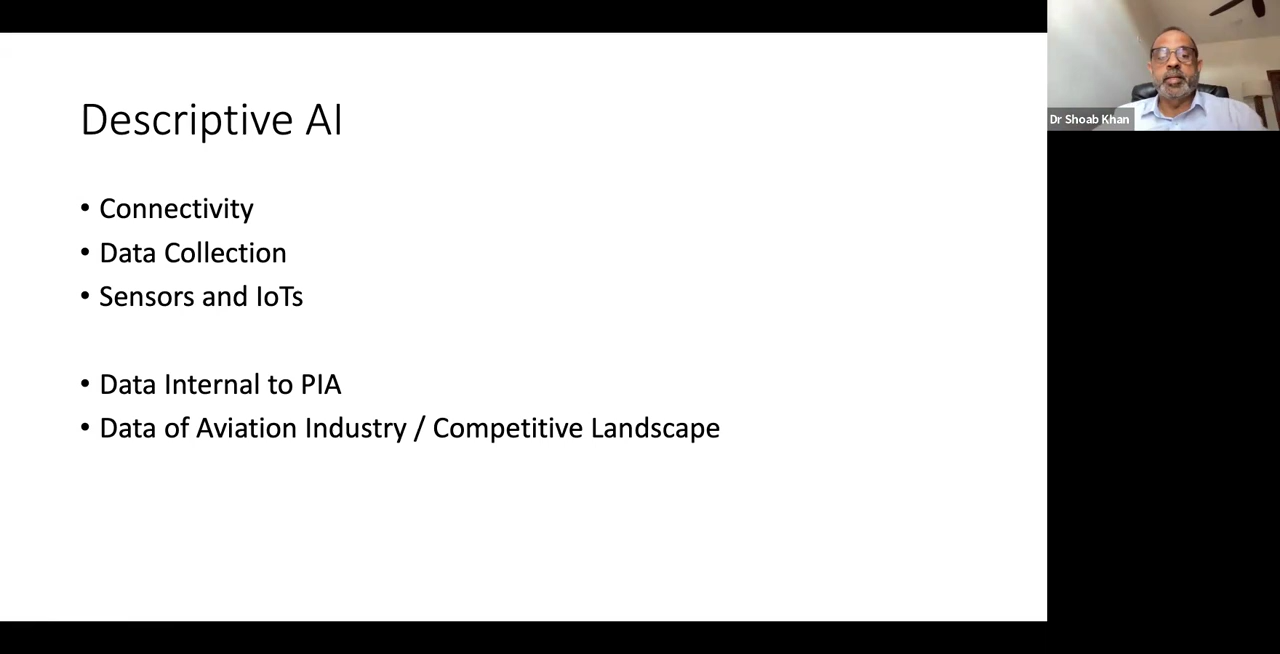 Descriptive AI
• Connectivity
• Data Collection
• Sensors and IoTs
• Data Internal to PIA
• Data of Aviation Industry / Competitive Landscape
Dr Shoab Khan